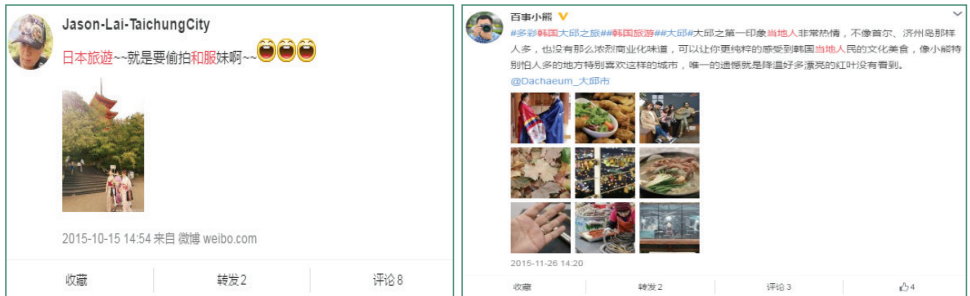 Jason-Lai-TaichungCity
日本旅遊~~就是要偷拍和服妹啊~~
2015-10-15 14:54 来自 微博 weibo.com
收藏 转发2 评论8
百事小熊
#多彩韩国大邱之旅##韩国旅游##大邱#大邱之第一印象当地人非常热情，不像首尔、济州岛那样
人多，也没有那么浓烈商业化味道，可以让你更纯粹的感受到韩国当地人民的文化美食，像小熊特
别怕人多的地方特别喜欢这样的城市，唯一的遗憾就是降温好多漂亮的红叶没有看到。
@Dachaeum_大邱市
2015-11-26 14:20
收藏 转发2 评论3 4